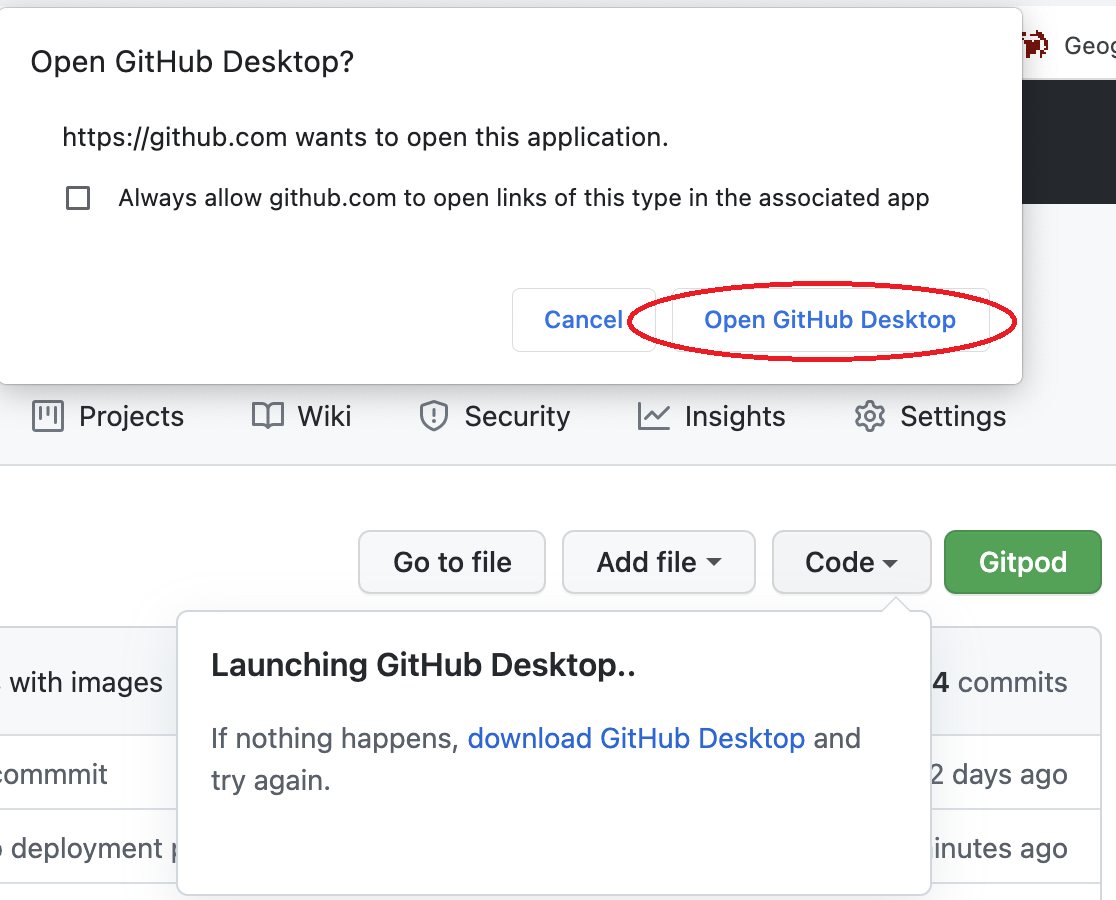 Open GitHub Desktop?
https://github.com wants to open this application.
Always allow github.com to open links of this type in the associated app
Cancel
Open GitHub Desktop
Projects
Wiki
Security
Insights
Settings
Go to file
Add file
Code
Gitpod
Launching GitHub Desktop..
If nothing happens, download GitHub Desktop and
try again.
with images
4 commits
commmit
2 days ago
deployment